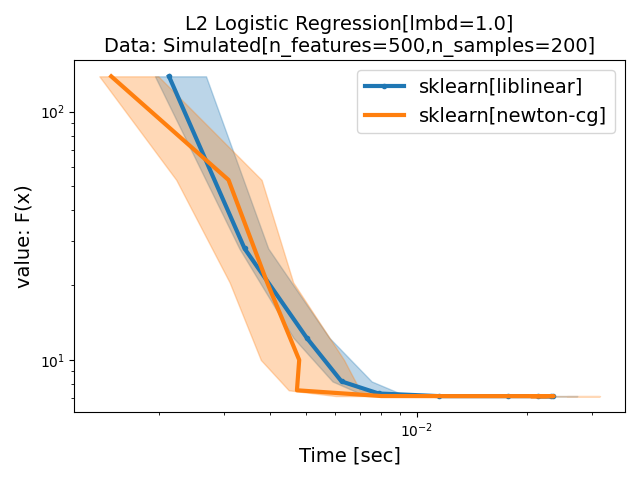 L2 Logistic Regression[lmbd=1.0]
Data: Simulated[n_features=500,n_samples=200]
sklearn[liblinear]
sklearn[newton-cg]
value: F(x)
10²
10¹
10⁻²
Time [sec]